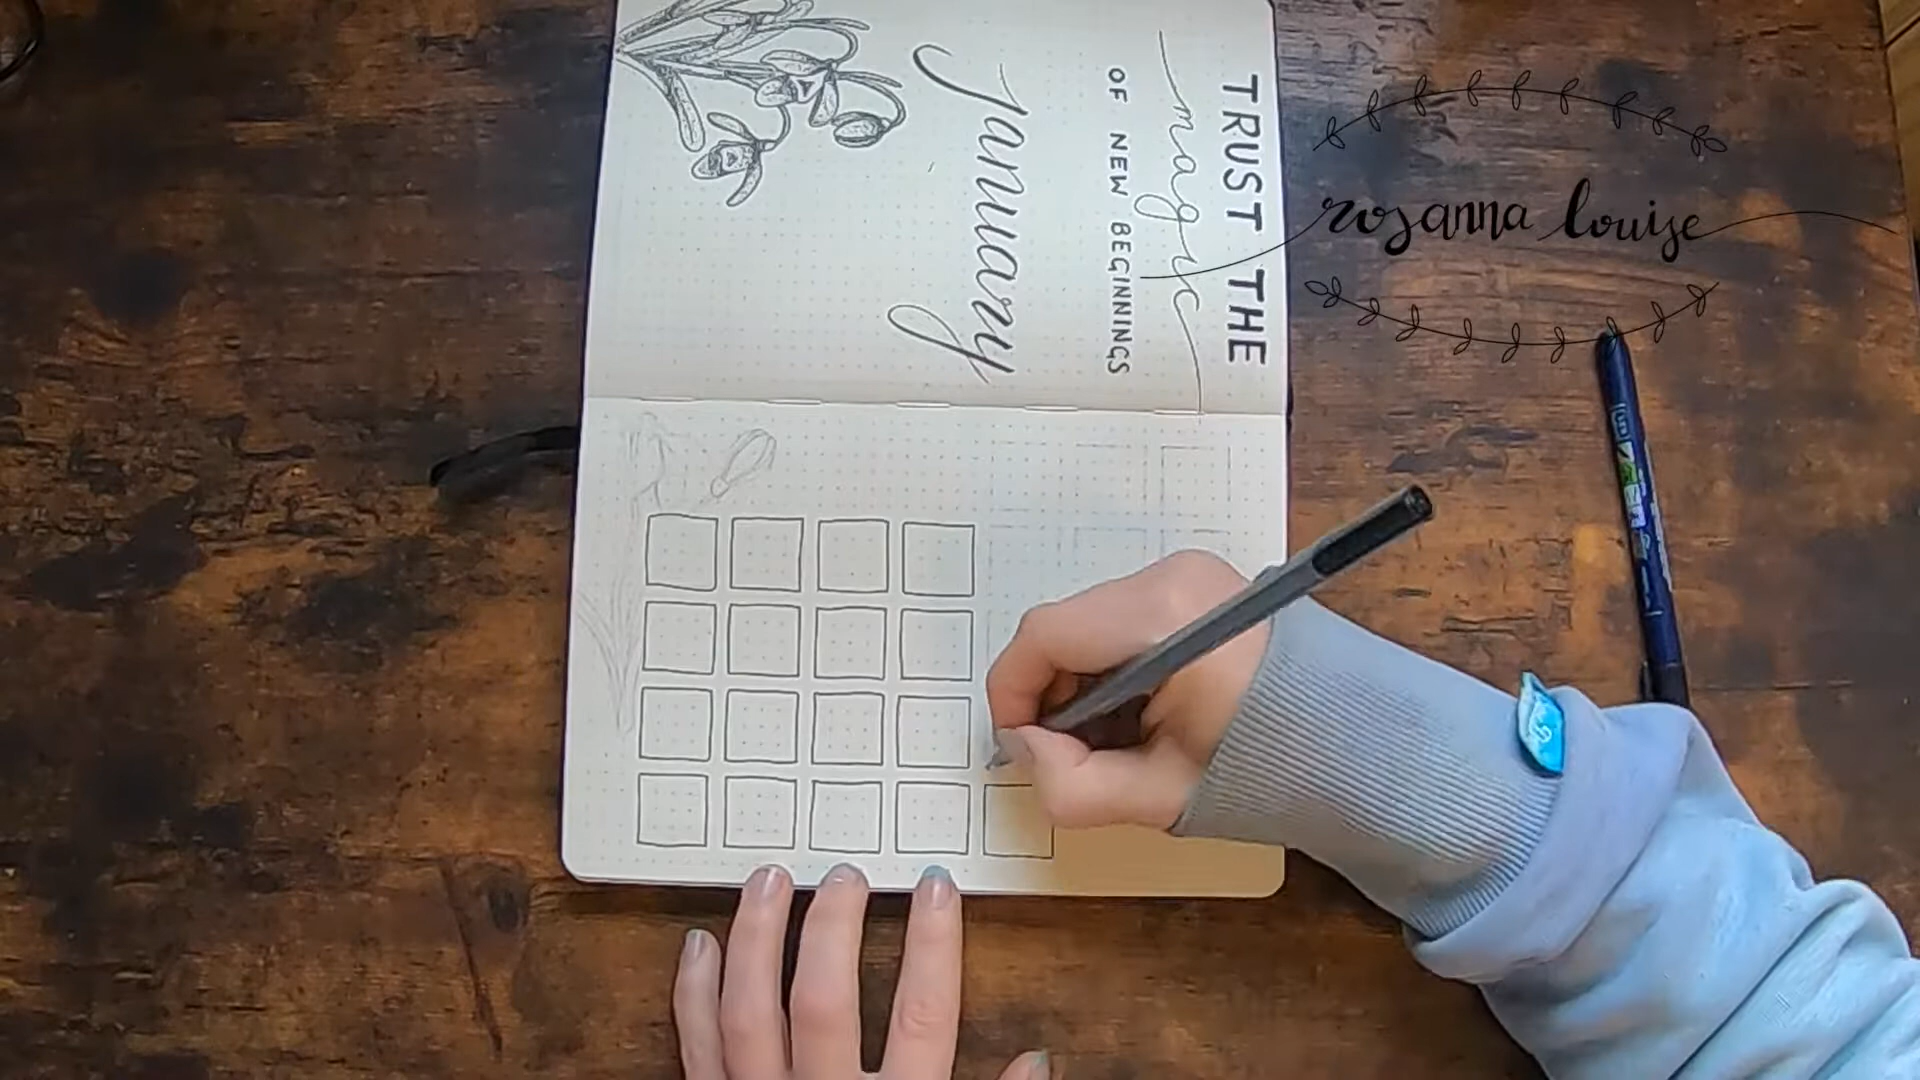 TRUST THE
magic
OF NEW BEGINNINGS
January
rosanna louise